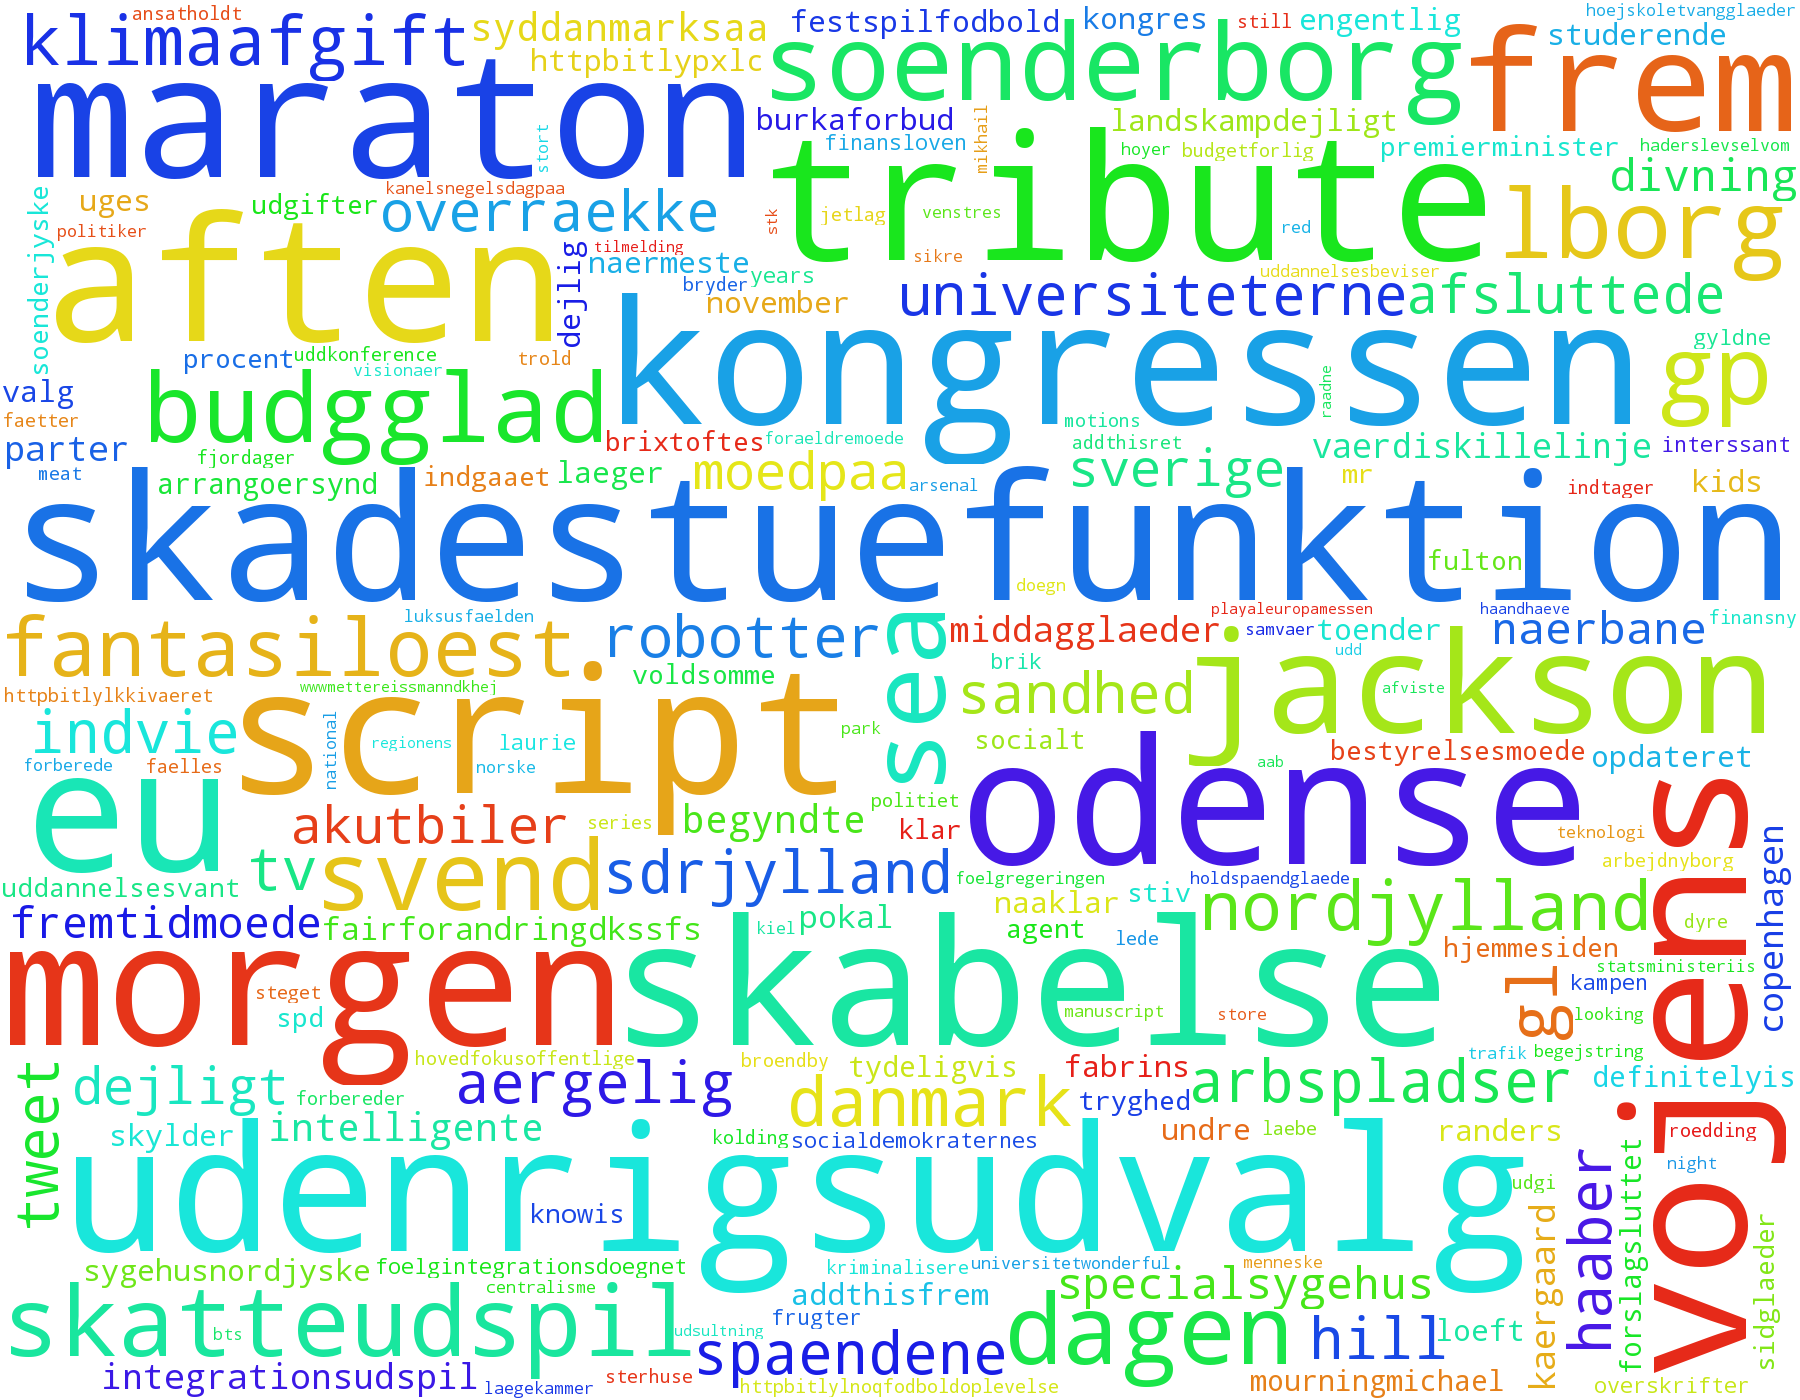 ansatholdt
klimaafgift
syddanmarksaa
httpbitlypxlc
festspilfodbold
kongres
still
engentlig
hoejskoletvangglaeder
studerende
soenderborg
frem
maraton
burkaforbud
mikhail
landskampdejligt
finansloven
hoyer
budgetforlig
premierminister
haderslevselvom
stort
tribute
divning
soenderjyske
uges
udgifter
kanelsnegelsdagpaa
overraekke
politiker
aften
tilmelding
stk
jetlag
venstres
red
lborg
dejlig
naermeste
years
sikre
uddannelsesbeviser
bryder
november
universiteterne
afsluttede
kongressen
gyldne
gp
procent
uddkonference
visionaer
trold
valg
faetter
parter
budgglad
raadne
motions
brixtoftes
foraeldremoede
addthisret
vaerdiskillelinje
interssant
meat
fjordager
arrangoersynd
indgaaet
laeger
moedpaa
arsenal
sverige
mr
indtager
kids
skadestuefunktion
fulton
doegn
luksusfaelden
fantasiloest
robotter
sea
middagglaeder
playaleuropamessen
samvaer
toender
haandhaeve
naerbane
finansny
brik
udd
voldsomme
httpbitlylkkivaeret
wwwmettereissmanndkhej
script
sandhed
jackson
afviste
indvie
national
regionens
laurie
park
socialt
forberede
faelles
norske
bestyrelsesmoede
opdateret
aab
eu
odense
vojens
akutbiler
series
begyndte
politiet
klar
teknologi
copenhagen
arbejdnyborg
uddannelsesvant
tv
svend
sdrjylland
foelgregeringen
holdspaendglaede
stiv
naaklar
nordjylland
fremtidmoede
fairforandringdkssfs
kiel
pokal
agent
lede
dyre
hjemmesiden
statsministeriis
morgen
skabelse
gl
kampen
steget
spd
manuscript
store
looking
hovedfokusoffentlige
broendby
tydeligvis
fabrins
trafik
begejstring
tweet
dejligt
forbereder
aergelig
danmark
tryghed
arbspladser
definitelyis
skylder
intelligente
kolding
socialdemokraternes
undre
laebe
randers
roedding
udenrigsudvalg
forslagsluttet
haaber
night
udgi
knowis
kaergaard
sidglaeder
sygehusnordjyske
foelgintegrationsdoegnet
kriminalisere
universitetwonderful
menneske
centralisme
addthisfrem
specialsygehus
skatteudspil
bts
frugter
udsultning
dagen
hill
loeft
spaendene
integrationsudspil
laegekammer
sterhuse
httpbitlylnoqfodboldoplevelse
mourningmichael
overskrifter